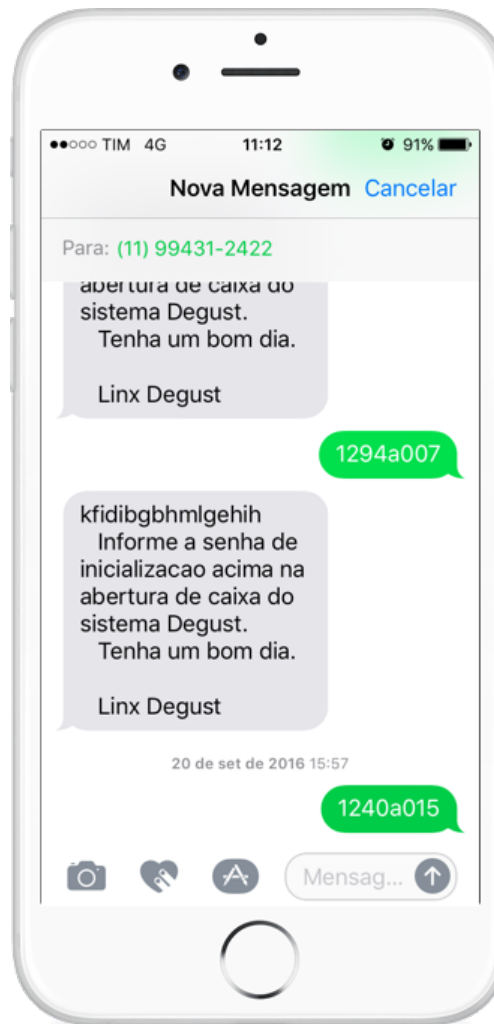 TIM 4G 11:12 91%
Nova Mensagem Cancelar
Para: (11) 99431-2422
abertura de caixa do
sistema Degust.
Tenha um bom dia.
Linx Degust
1294a007
kfidibgbhmlgehih
Informe a senha de
inicializacao acima na
abertura de caixa do
sistema Degust.
Tenha um bom dia.
Linx Degust
20 de set de 2016 15:57
1240a015
Mensag...